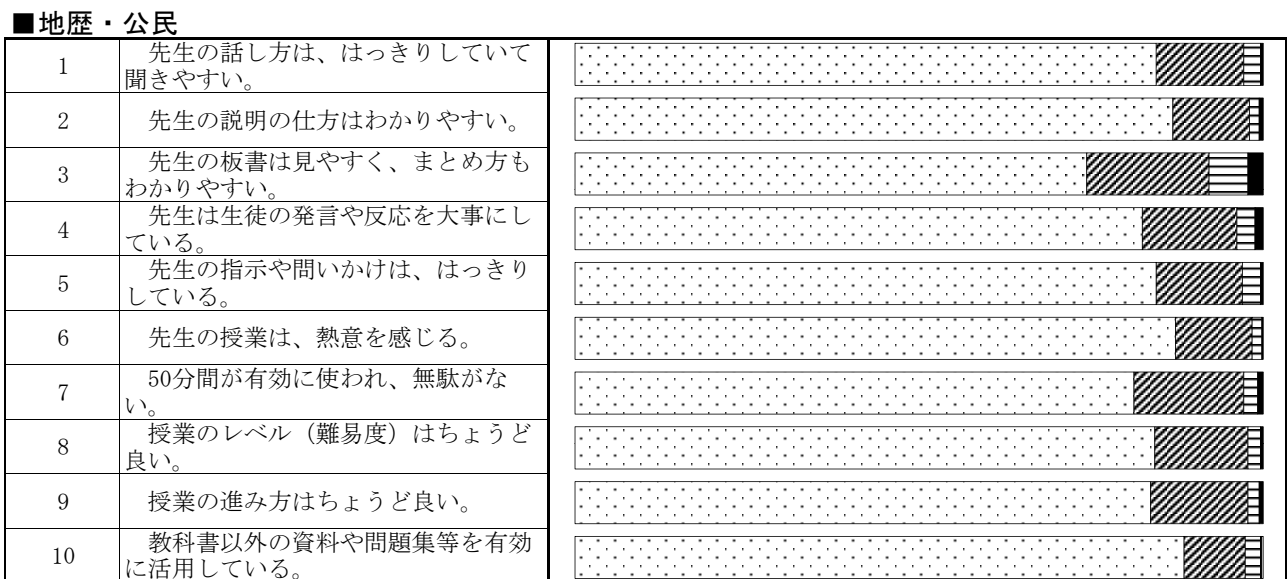 ■地歴・公民
1
先生の話し方は、はっきりしていて
聞きやすい。
2
先生の説明の仕方はわかりやすい。
3
先生の板書は見やすく、まとめ方も
わかりやすい。
4
先生は生徒の発言や反応を大事にし
ている。
5
先生の指示や問いかけは、はっきり
している。
6
先生の授業は、熱意を感じる。
7
50分間が有効に使われ、無駄がな
い。
8
授業のレベル（難易度）はちょうど
良い。
9
授業の進み方はちょうど良い。
10
教科書以外の資料や問題集等を有効
に活用している。